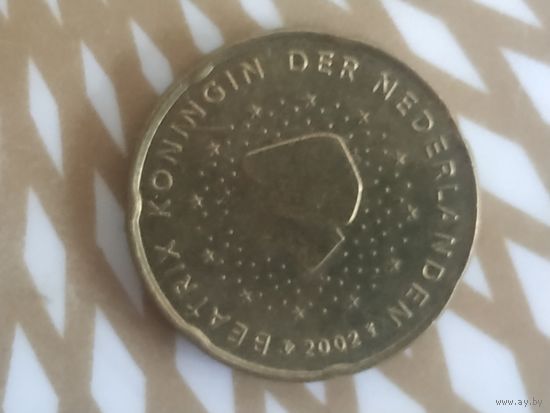 BEATRIX KONINGIN DER NEDERLANDEN
2002
www.ay.by